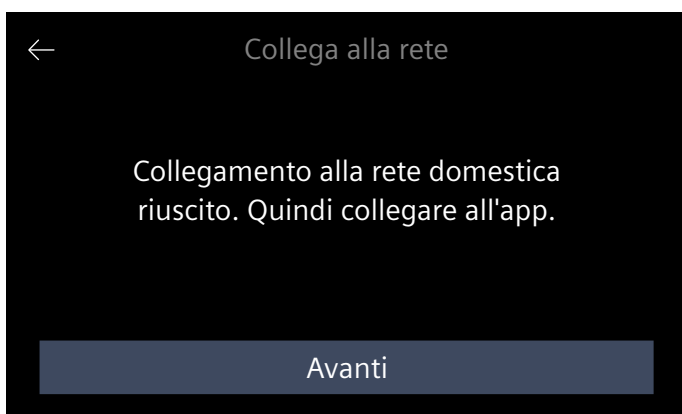 Collega alla rete
Collegamento alla rete domestica
riuscito. Quindi collegare all'app.
Avanti